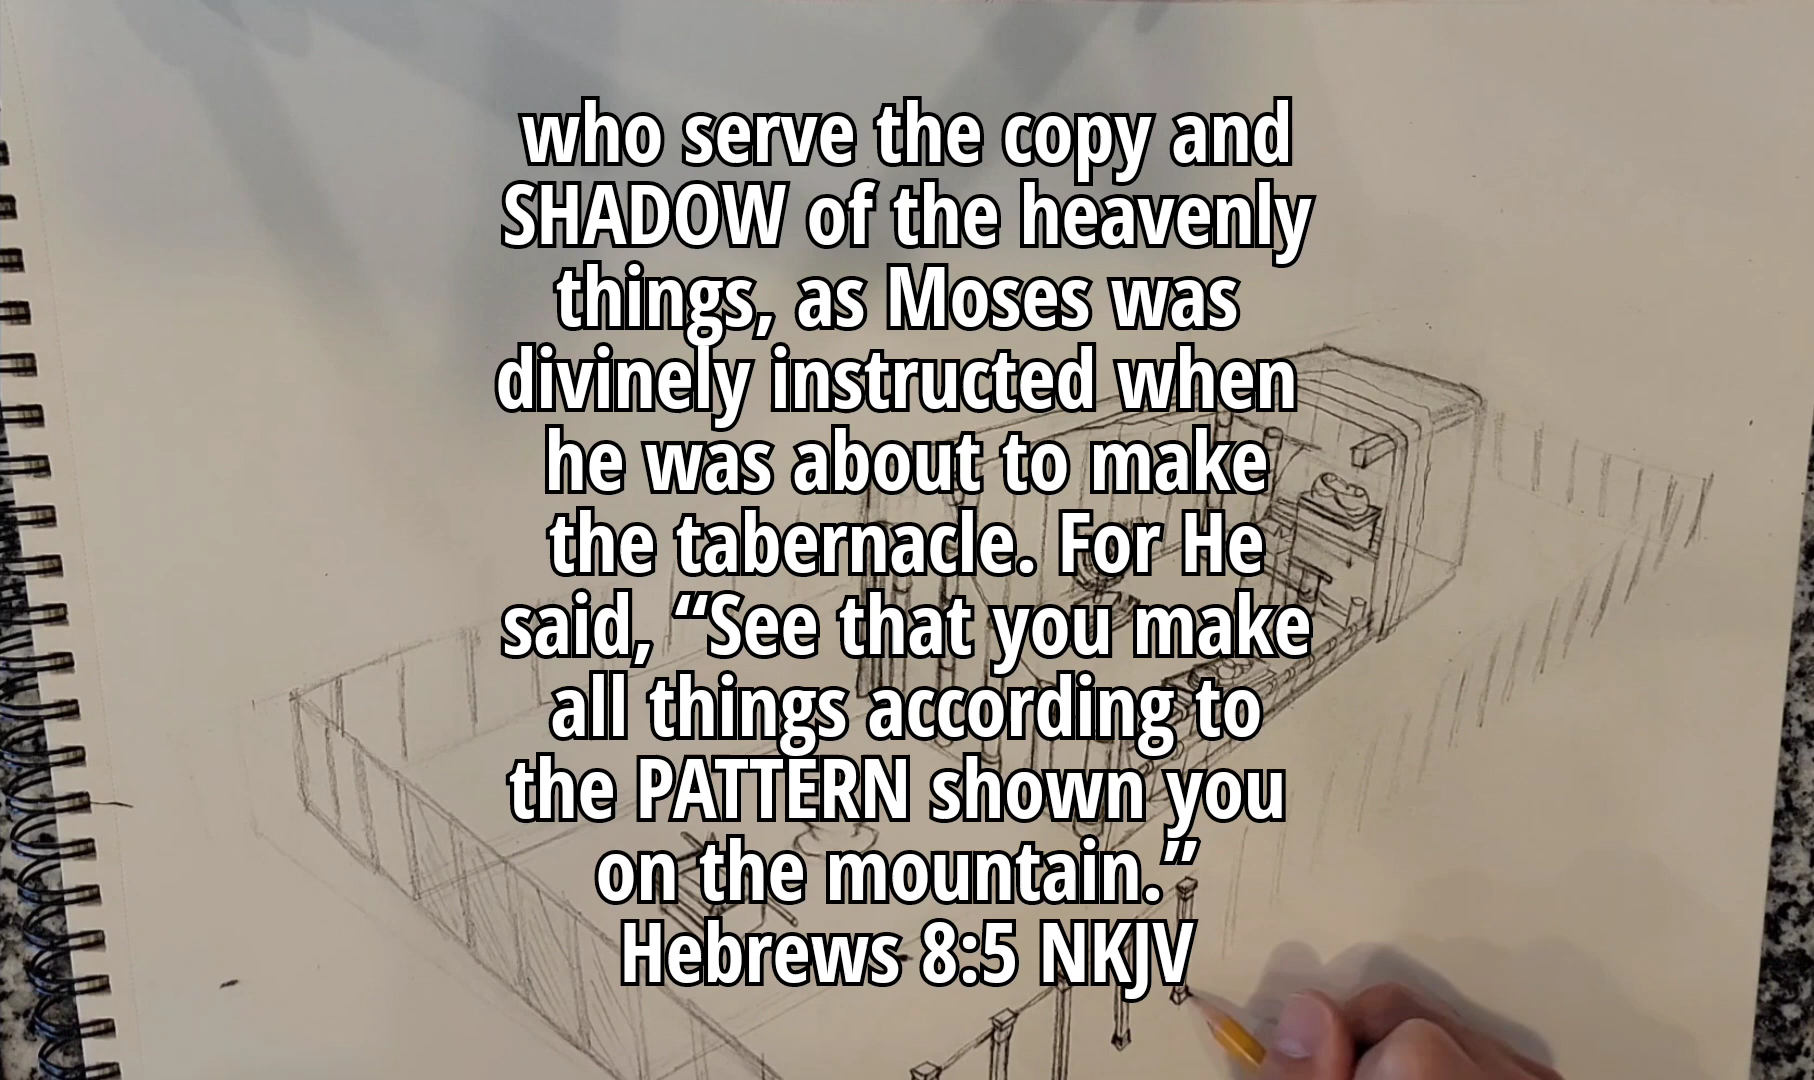 who serve the copy and
SHADOW of the heavenly
things, as Moses was
divinely instructed when
he was about to make
the tabernacle. For He
said, “See that you make
all things according to
the PATTERN shown you
on the mountain.”
Hebrews 8:5 NKJV